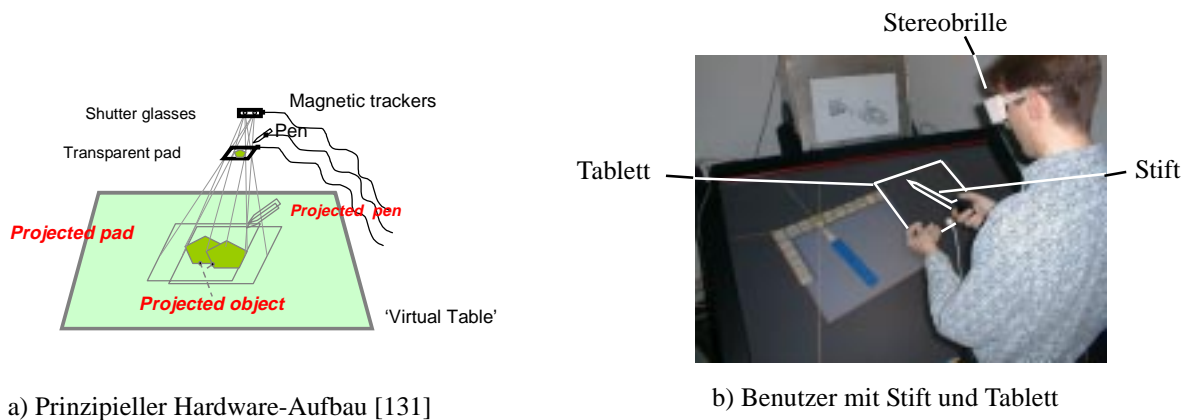 Shutter glasses
Magnetic trackers
Pen
Transparent pad
Projected pen
Projected pad
Projected object
‘Virtual Table’
a) Prinzipieller Hardware-Aufbau [131]
Stereobrille
Tablett
Stift
b) Benutzer mit Stift und Tablett